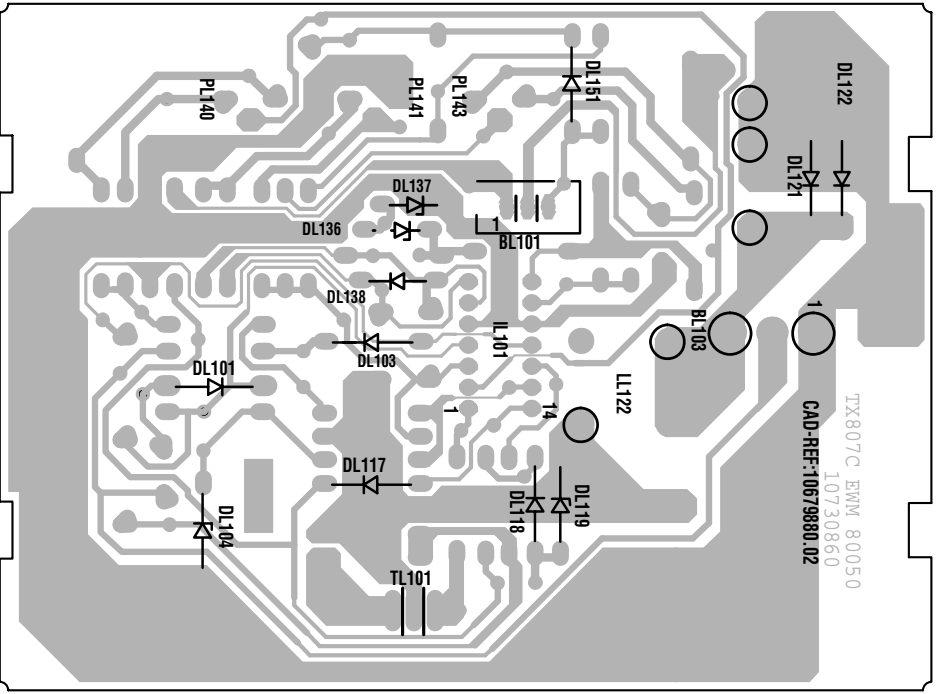 DL122
DL151
PL140
PL141
PL143
DL121
DL137
DL136
1
BL101
DL138
1
BL103
IL101
DL103
DL101
LL122
1
14
TX807C EWM 80050
10730860
CAD-REF:10679880.02
DL117
DL118
DL119
DL104
TL101